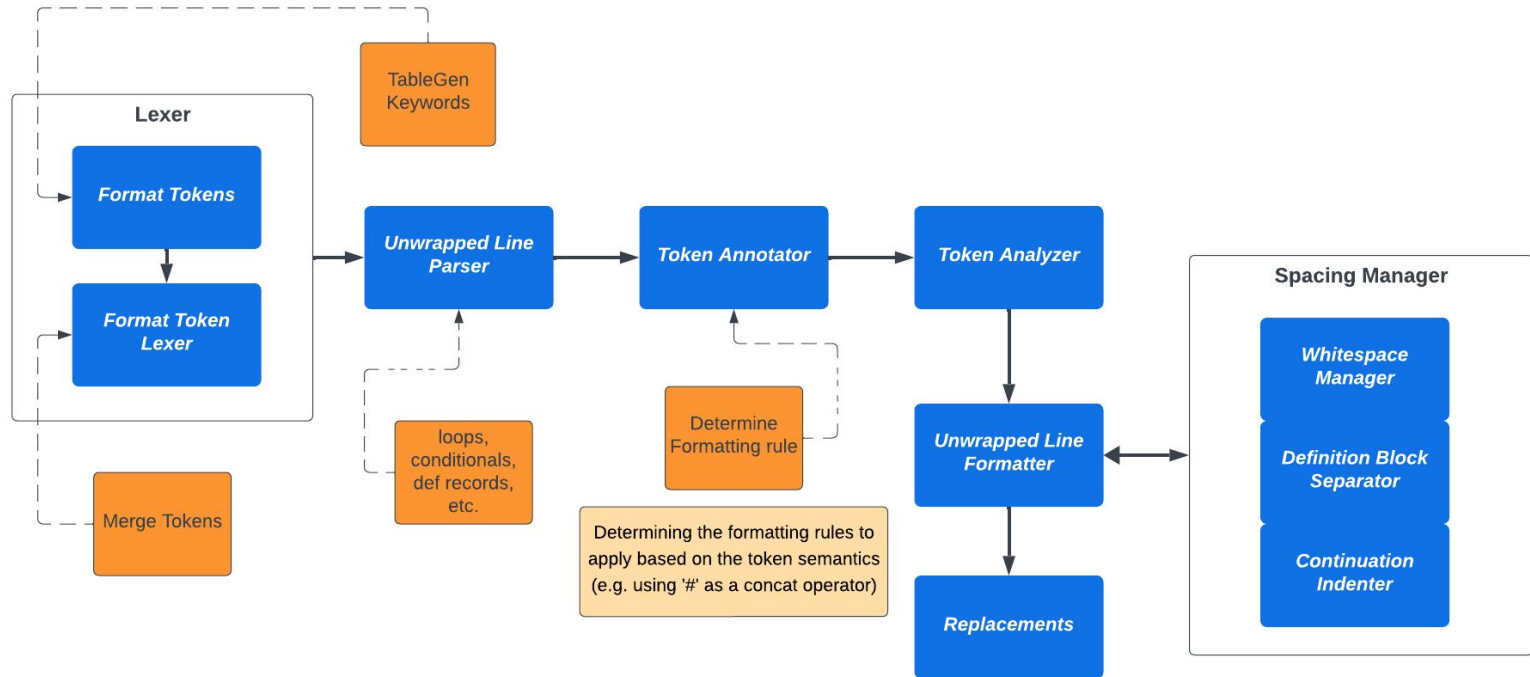 TableGen
Keywords
Lexer
Format Tokens
Format Token
Lexer
Merge Tokens
Unwrapped Line
Parser
loops,
conditionals,
def records,
etc.
Token Annotator
Determine
Formatting rule
Determining the formatting rules to
apply based on the token semantics
(e.g. using '#' as a concat operator)
Token Analyzer
Unwrapped Line
Formatter
Replacements
Spacing Manager
Whitespace
Manager
Definition Block
Separator
Continuation
Indenter